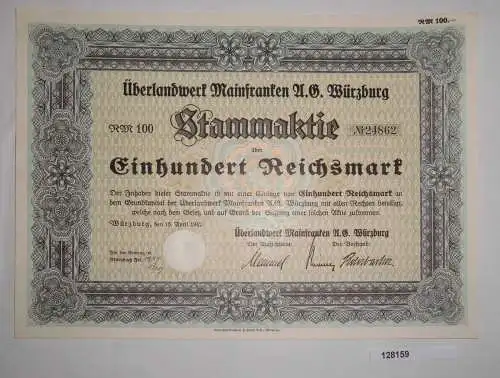 RM 100.—
Überlandwerk Mainfranken A.G. Würzburg
RM 100 Stammaktie № 24862
über
Einhundert Reichsmark
Der Inhaber dieser Stammaktie ist mit einer Einlage von Einhundert Reichsmark an
dem Grundkapital der Überlandwerk Mainfranken A.G. Würzburg mit allen Rechten beteiligt,
welche nach dem Gesetz und auf Grund der Satzung einer solchen Aktie zukommen.
Würzburg, den 15. April 1942
Überlandwerk Mainfranken A.G. Würzburg
Der Aufsichtsrat: Der Vorstand:
128159